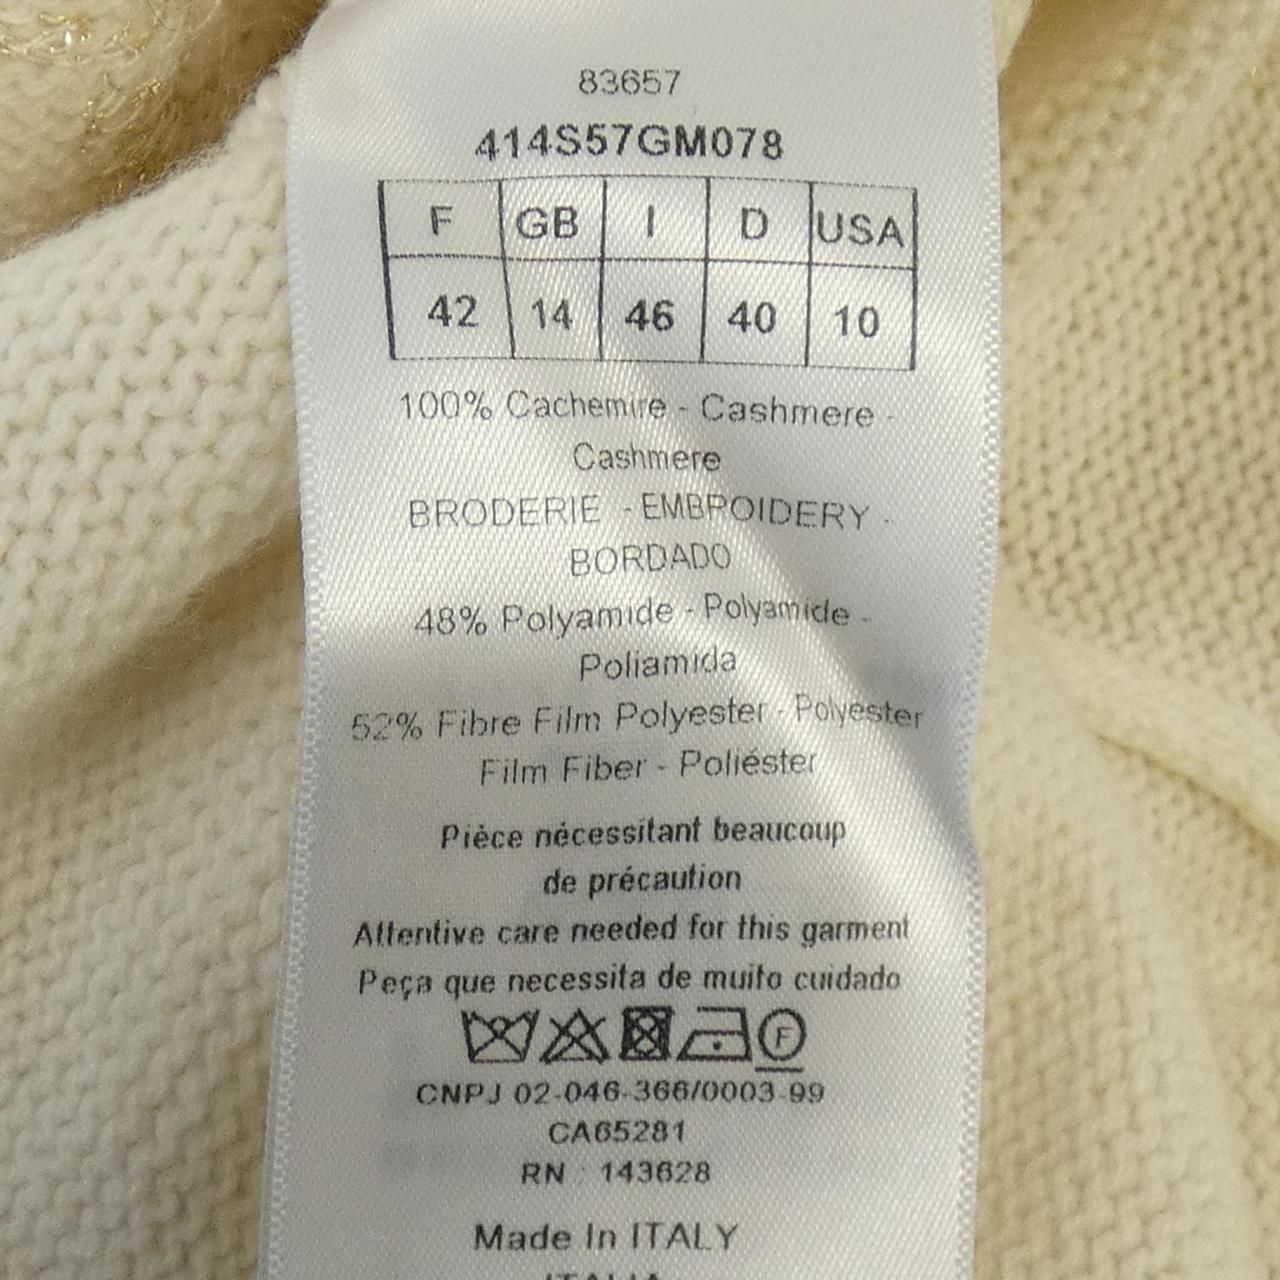 83657
414S57GM078
F GB I D USA
42 14 46 40 10
100% Cachemire - Cashmere -
Cashmere
BRODERIE - EMBROIDERY -
BORDADO
48% Polyamide - Polyamide -
Poliamida
52% Fibre Film Polyester - Polyester
Film Fiber - Poliéster
Pièce nécessitant beaucoup
de précaution
Attentive care needed for this garment
Peça que necessita de muito cuidado
F
CNPJ 02-046-366/0003-99
CA65281
RN : 143628
Made In ITALY
ITALIA